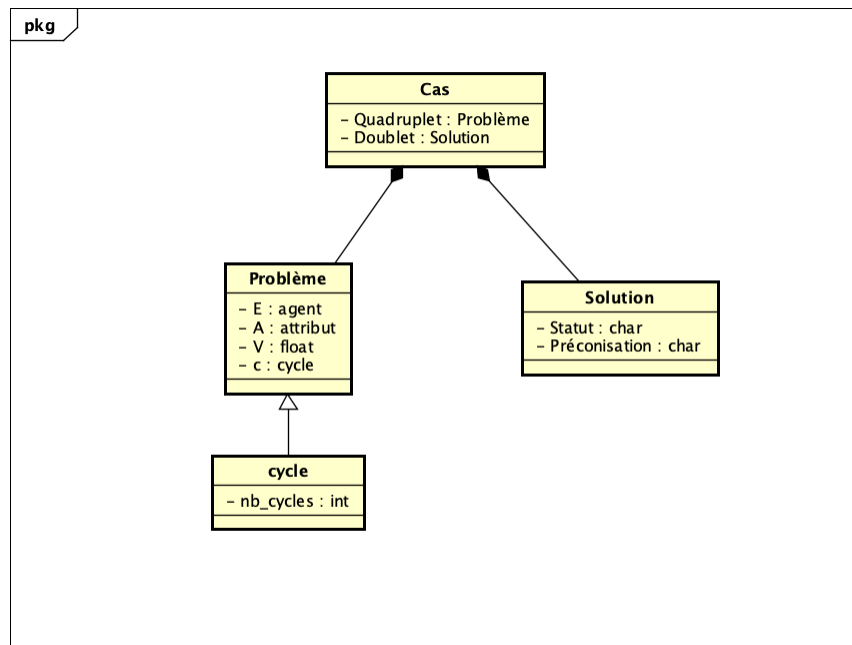 pkg
Cas
- Quadruplet : Problème
- Doublet : Solution
Problème
- E : agent
- A : attribut
- V : float
- c : cycle
Solution
- Statut : char
- Préconisation : char
cycle
- nb_cycles : int